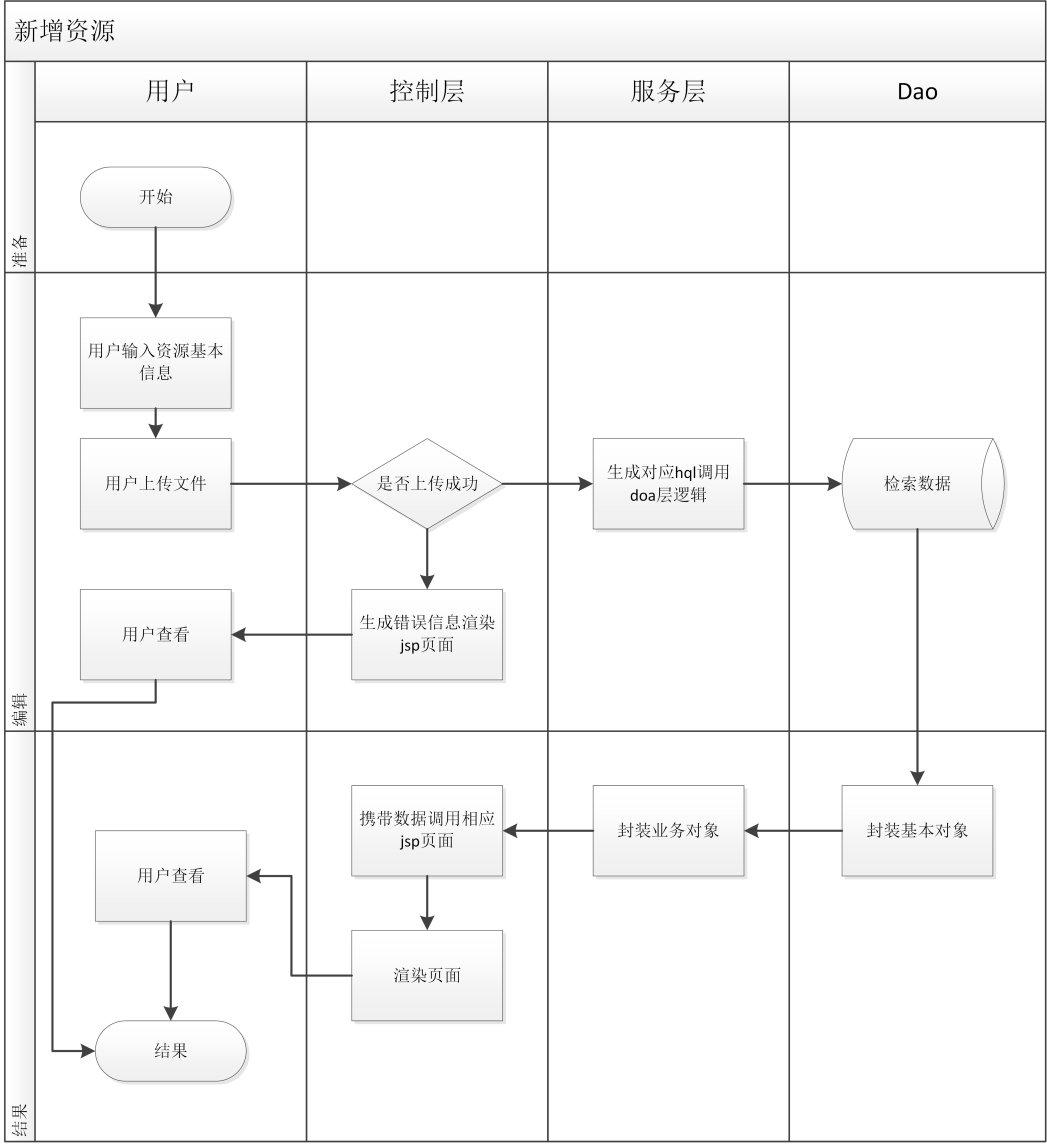 新增资源
用户
控制层
服务层
Dao
准备
开始
编辑
用户输入资源基本
信息
用户上传文件
是否上传成功
生成对应hql调用
doa层逻辑
检索数据
用户查看
生成错误信息渲染
jsp页面
结果
携带数据调用相应
jsp页面
封装业务对象
封装基本对象
用户查看
渲染页面
结果